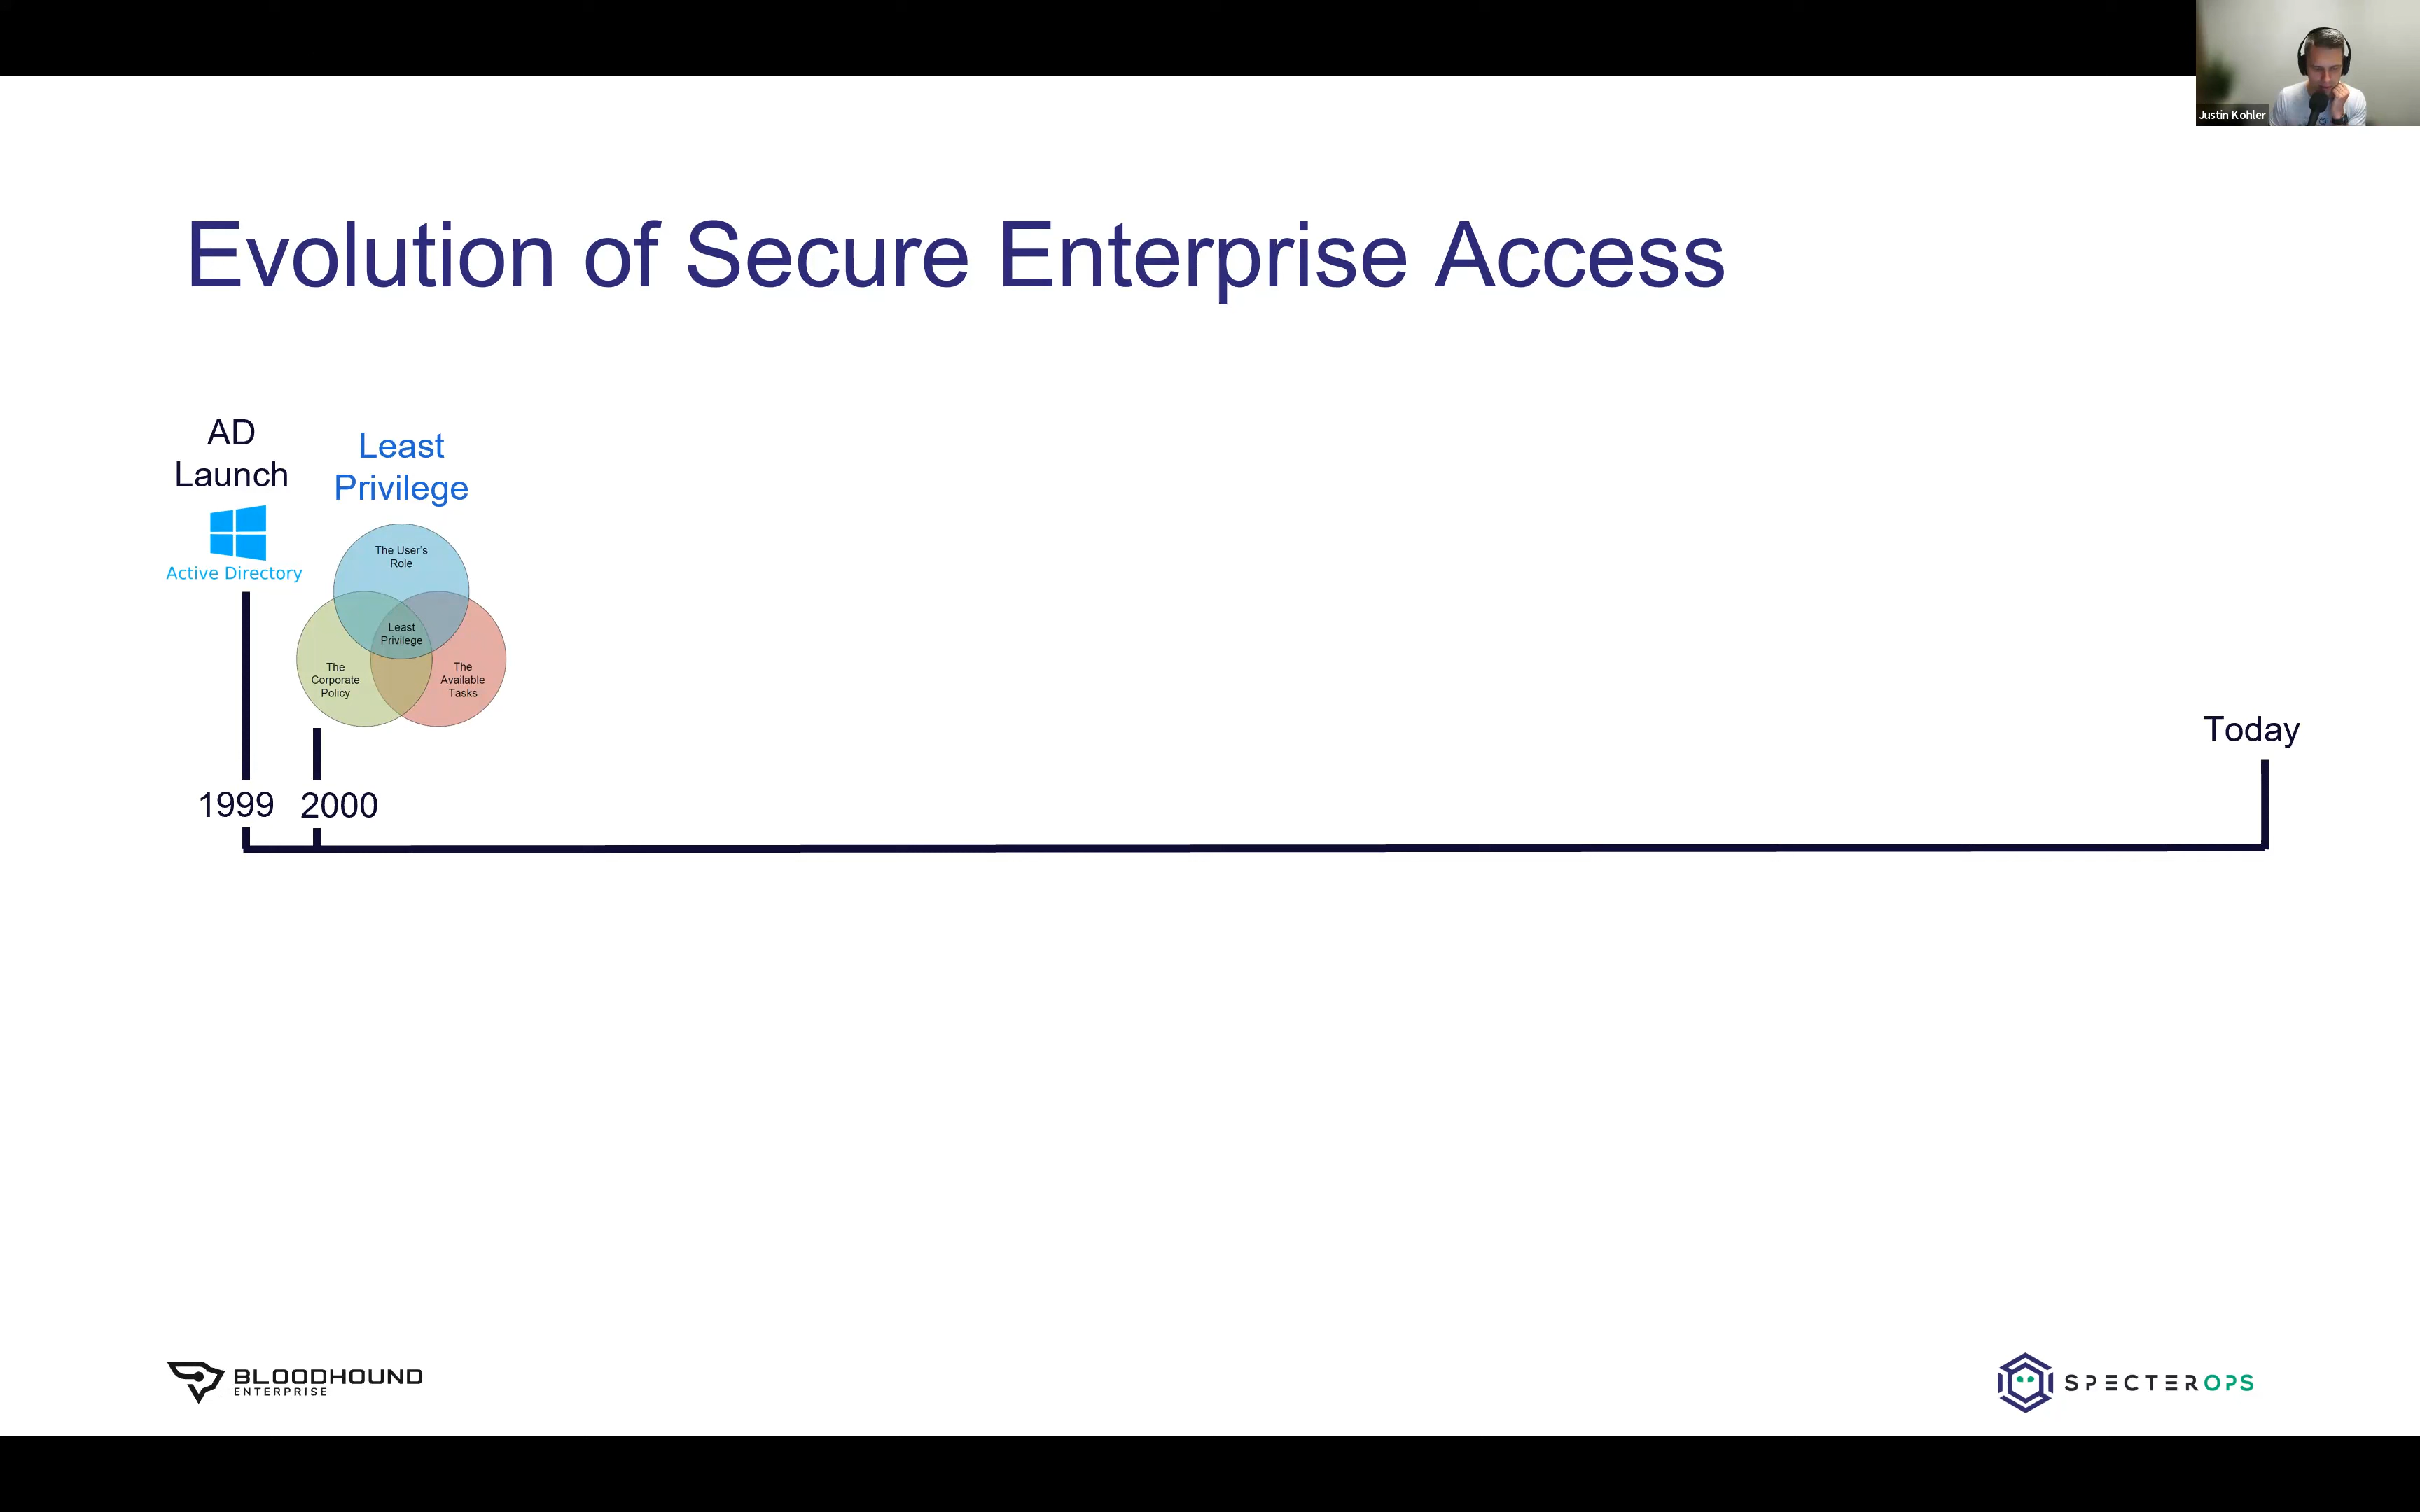 Justin Kohler
Evolution of Secure Enterprise Access
AD
Launch
Active Directory
Least
Privilege
The User's
Role
Least
Privilege
The
Corporate
Policy
The
Available
Tasks
1999
2000
Today
BLOODHOUND
ENTERPRISE
SPECTEROPS